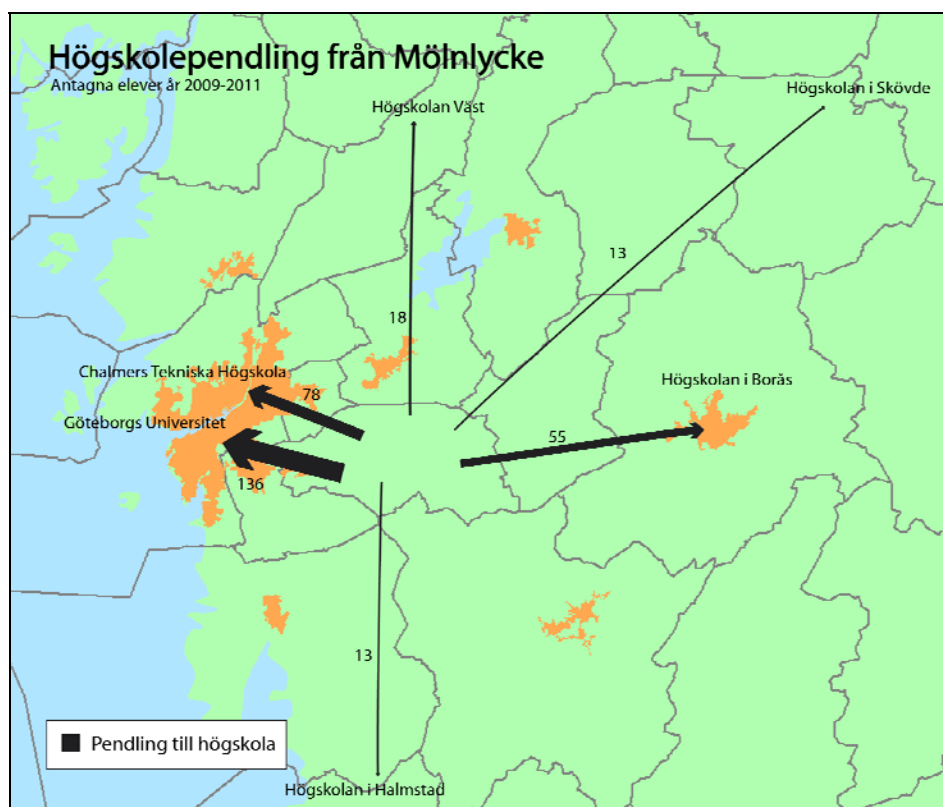 Högskolependling från Mölnlycke
Antagna elever år 2009-2011
Högskolan i Skövde
Högskolan Väst
13
18
Chalmers Tekniska Högskola
78
Högskolan i Borås
Göteborgs Universitet
55
136
13
Pendling till högskola
Högskolan i Halmstad